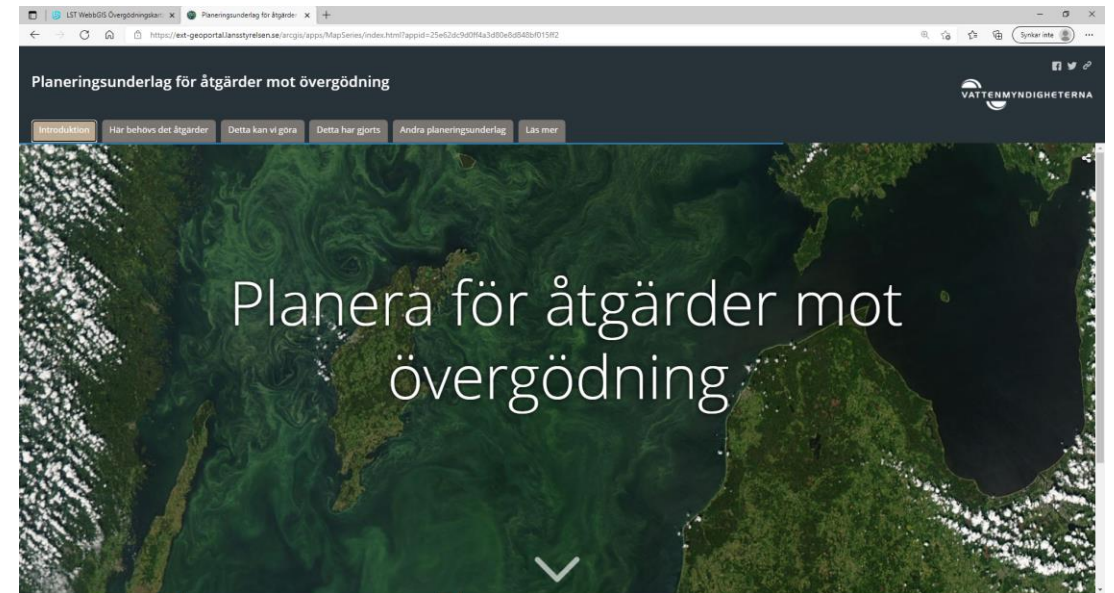 LST WebbGIS Övergödningskart
Planeringsunderlag för åtgärder
https://ext-geoportal.lansstyrelsen.se/arcgis/apps/MapSeries/index.html?appid=25e62dc9d0ff4a3d80e8d848bf015ff2
Synkar inte
Planeringsunderlag för åtgärder mot övergödning
VATTENMYNDIGHETERNA
Introduktion
Här behövs det åtgärder
Detta kan vi göra
Detta har gjorts
Andra planeringsunderlag
Läs mer
Planera för åtgärder mot
övergödning